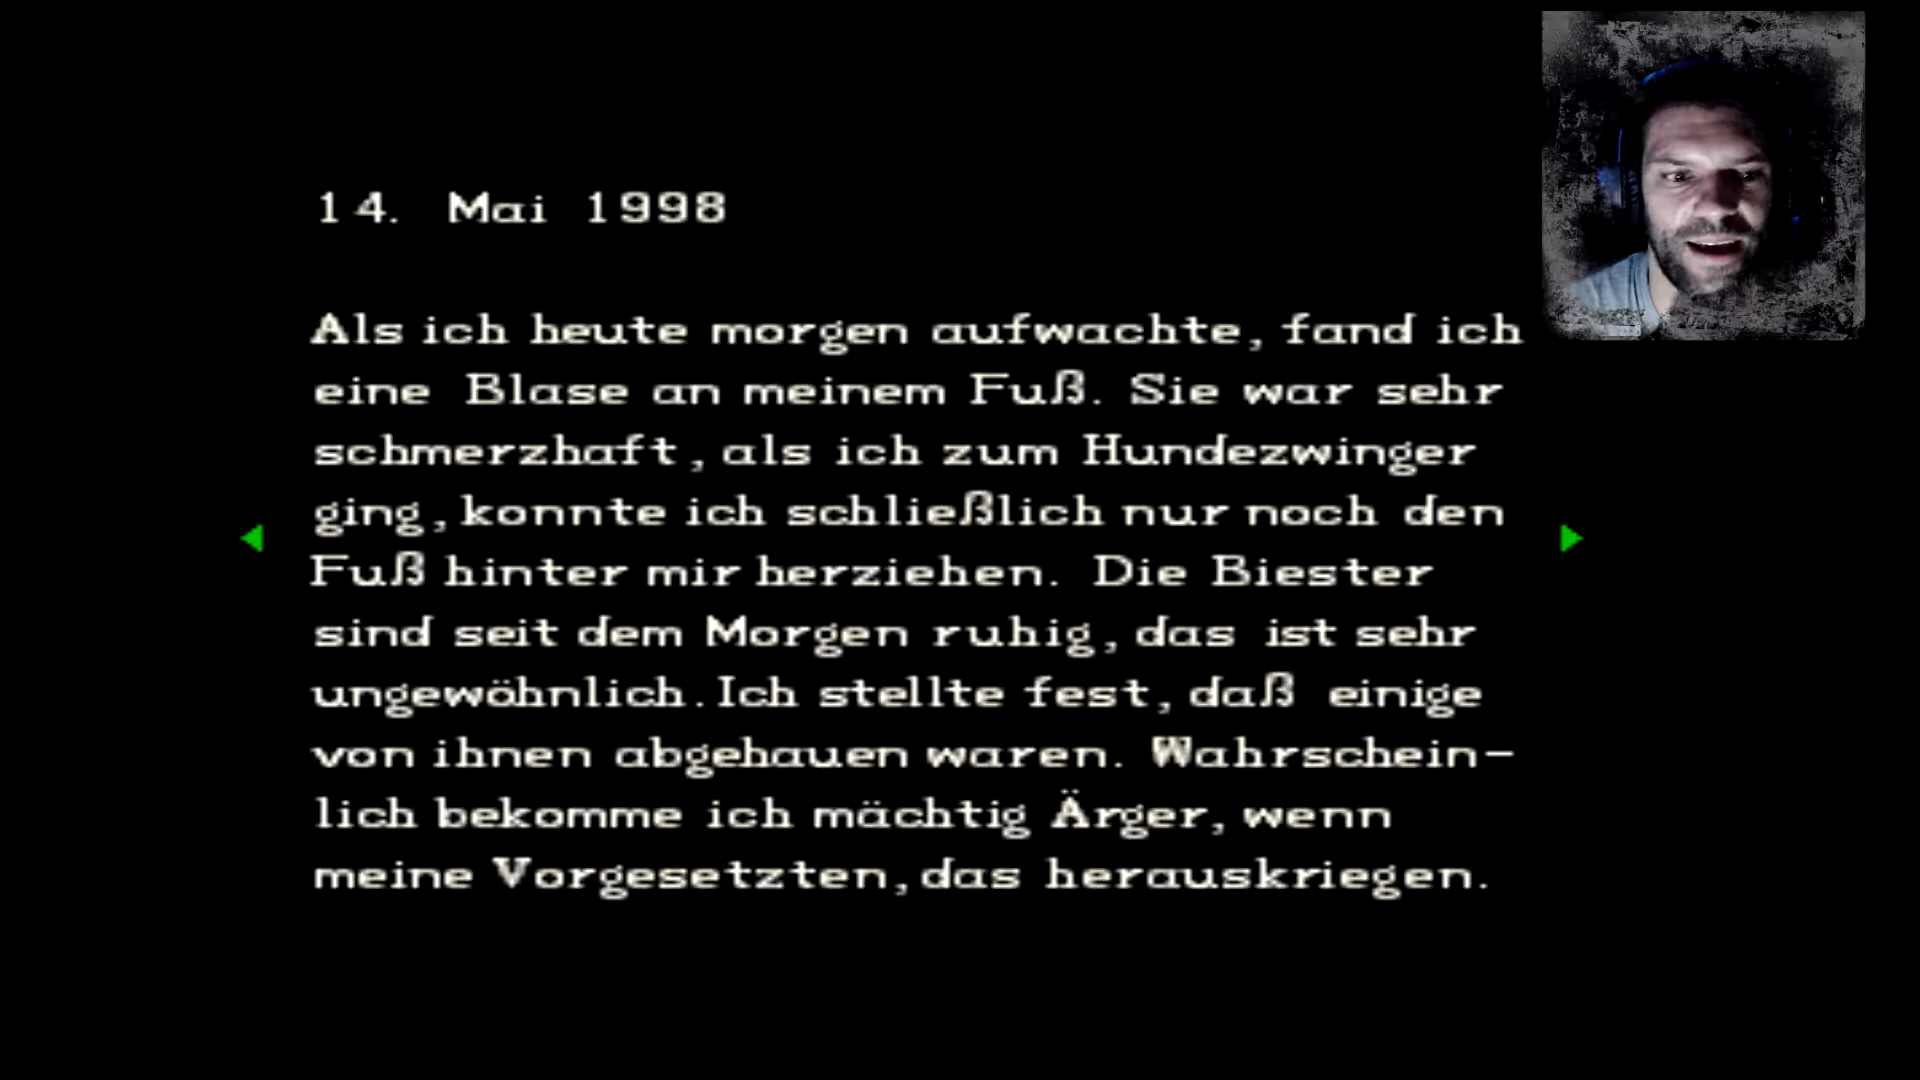 14. Mai 1998
Als ich heute morgen aufwachte, fand ich
eine Blase an meinem Fuß. Sie war sehr
schmerzhaft, als ich zum Hundezwinger
ging, konnte ich schließlich nur noch den
Fuß hinter mir herziehen. Die Biester
sind seit dem Morgen ruhig, das ist sehr
ungewöhnlich. Ich stellte fest, daß einige
von ihnen abgehauen waren. Wahrschein-
lich bekomme ich mächtig Ärger, wenn
meine Vorgesetzten, das herauskriegen.